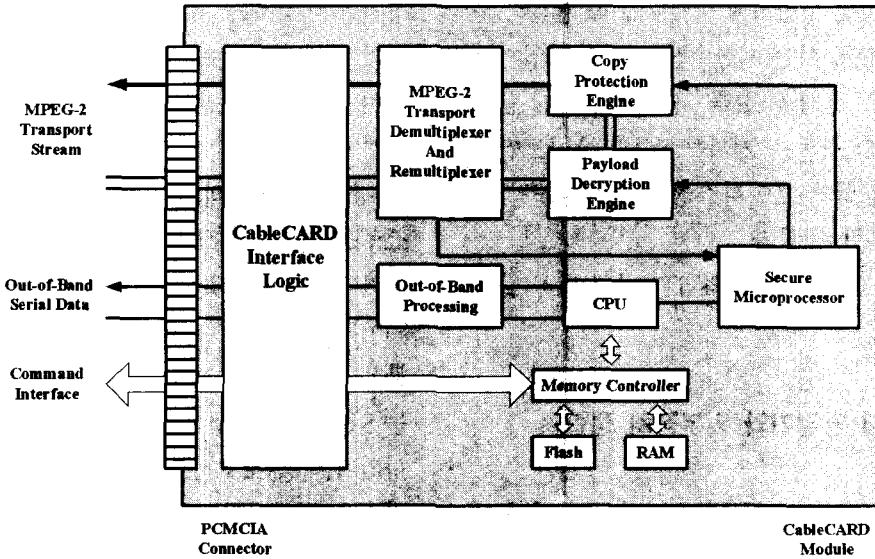 MPEG-2
Transport
Stream
Out-of-Band
Serial Data
Command
Interface
CableCARD
Interface
Logic
MPEG-2
Transport
Demultiplexer
And
Remultiplexer
Out-of-Band
Processing
Copy
Protection
Engine
Payload
Decryption
Engine
CPU
Secure
Microprocessor
Memory Controller
Flash
RAM
PCMCIA
Connector
CableCARD
Module